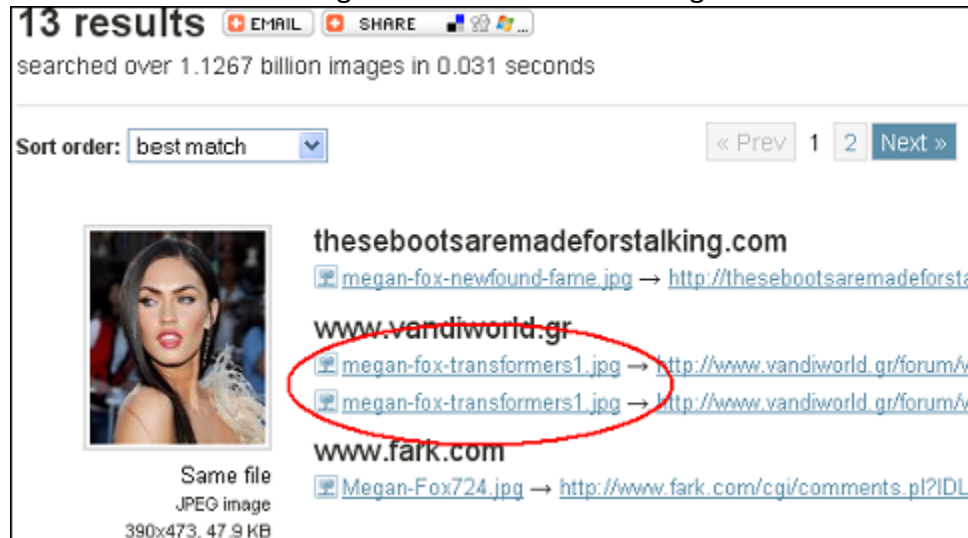 13 results EMAIL SHARE ...
searched over 1.1267 billion images in 0.031 seconds
Sort order: best match « Prev 1 2 Next »
thesebootsaremadeforstalking.com
megan-fox-newfound-fame.jpg → http://thesebootsaremadeforsta
www.vandiworld.gr
megan-fox-transformers1.jpg → http://www.vandiworld.gr/forum/v
megan-fox-transformers1.jpg → http://www.vandiworld.gr/forum/v
www.fark.com
Megan-Fox724.jpg → http://www.fark.com/cgi/comments.pl?IDL
Same file
JPEG image
390x473, 47.9 KB